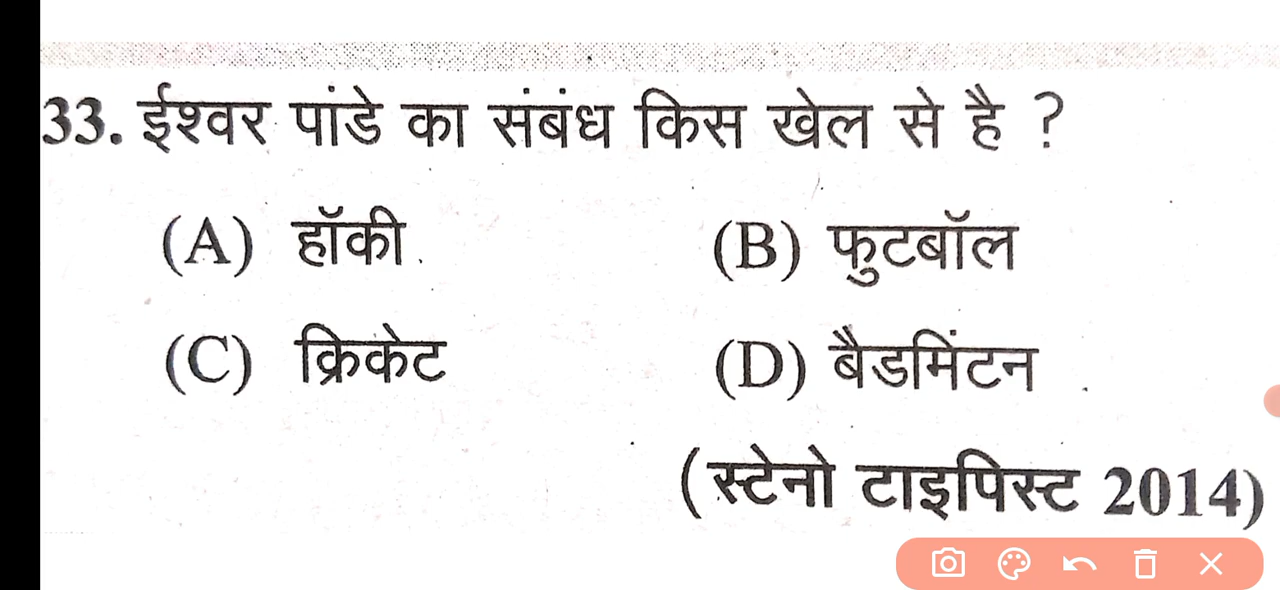 33. ईश्वर पांडे का संबंध किस खेल से है ?
(A) हॉकी (B) फुटबॉल
(C) क्रिकेट (D) बैडमिंटन
(स्टेनो टाइपिस्ट 2014)